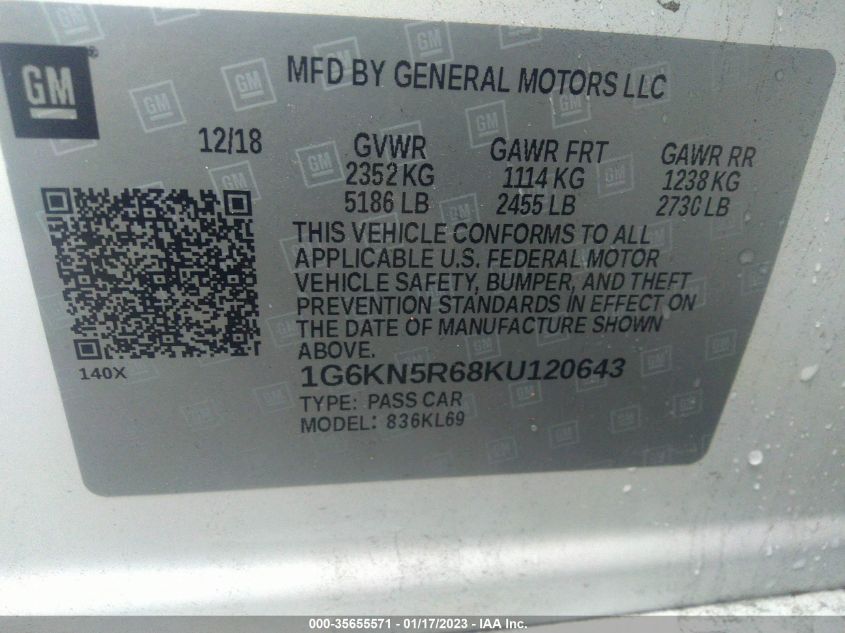 GM
MFD BY GENERAL MOTORS LLC
12/18
GVWR
2352 KG
5186 LB
GAWR FRT
1114 KG
2455 LB
GAWR RR
1238 KG
2730 LB
THIS VEHICLE CONFORMS TO ALL
APPLICABLE U.S. FEDERAL MOTOR
VEHICLE SAFETY, BUMPER, AND THEFT
PREVENTION STANDARDS IN EFFECT ON
THE DATE OF MANUFACTURE SHOWN
ABOVE.
140X
1G6KN5R68KU120643
TYPE: PASS CAR
MODEL: 836KL69
000-35655571 - 01/17/2023 - IAA Inc.